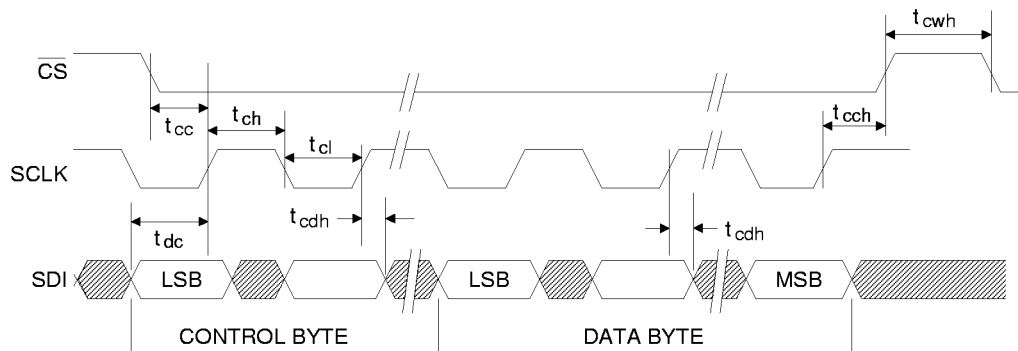 t cwh
CS
t cc
t ch
t cl
t cch
SCLK
t cdh
t dc
t cdh
SDI
LSB
LSB
MSB
CONTROL BYTE
DATA BYTE